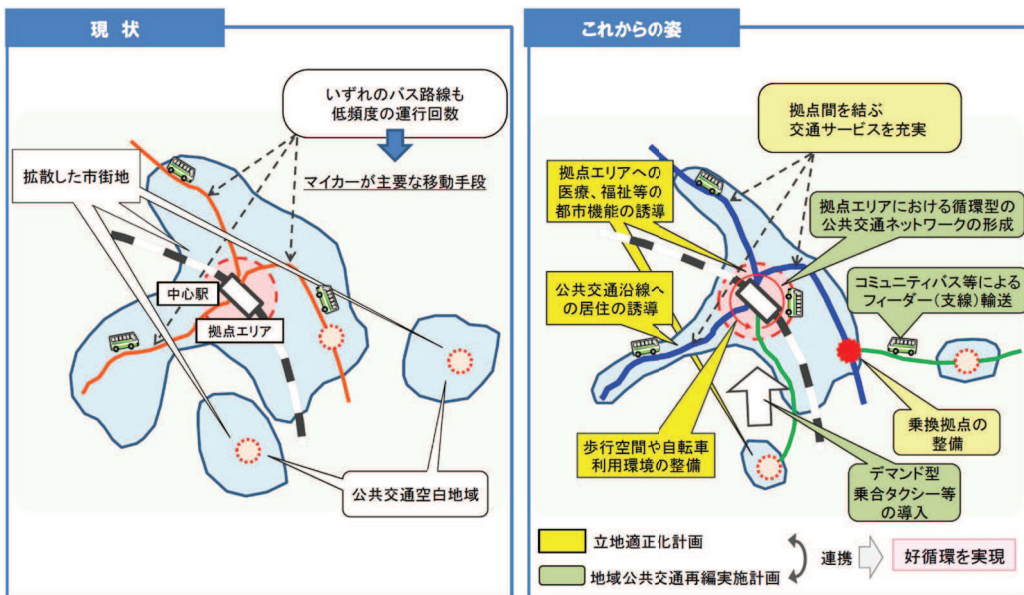 現 状
いずれのバス路線も
低頻度の運行回数
マイカーが主要な移動手段
拡散した市街地
中心駅
拠点エリア
公共交通空白地域
これからの姿
拠点間を結ぶ
交通サービスを充実
拠点エリアへの
医療、福祉等の
都市機能の誘導
拠点エリアにおける循環型の
公共交通ネットワークの形成
公共交通沿線へ
の居住の誘導
コミュニティバス等による
フィーダー(支線)輸送
歩行空間や自転車
利用環境の整備
乗換拠点の
整備
デマンド型
乗合タクシー等
の導入
立地適正化計画
地域公共交通再編実施計画
連携
好循環を実現